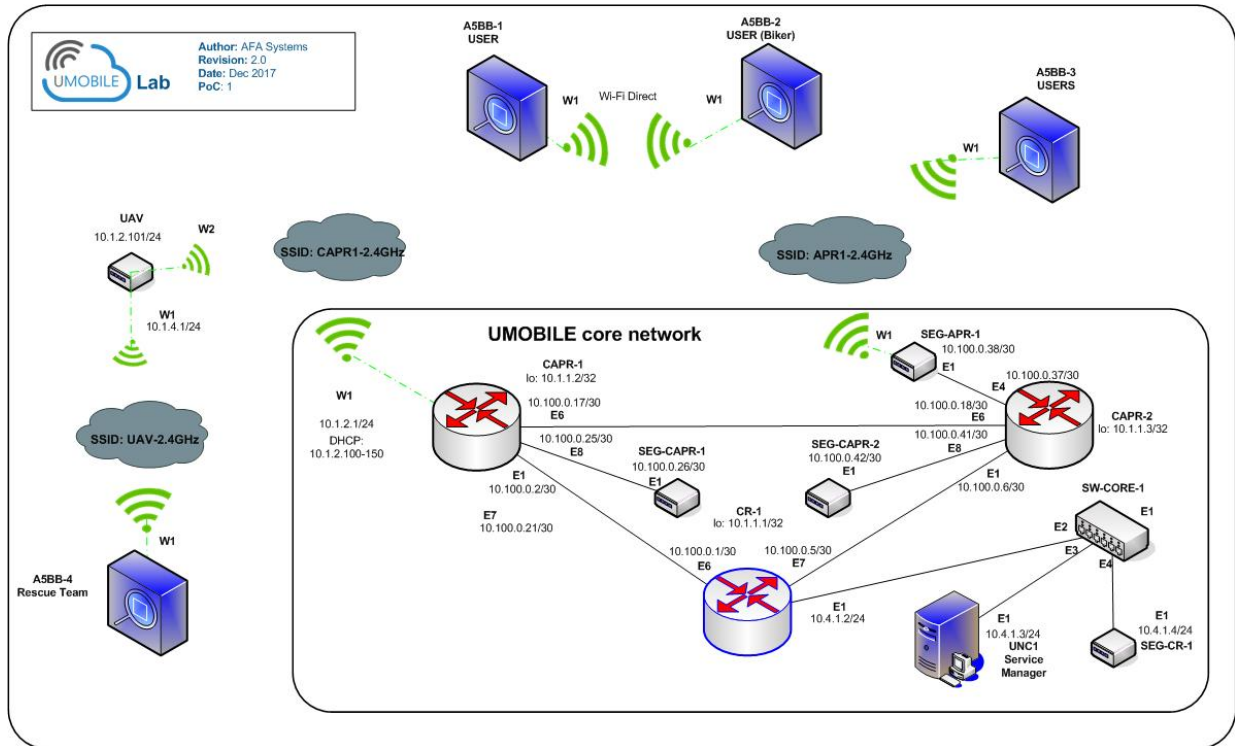 UMOBILE Lab
Author: AFA Systems
Revision: 2.0
Date: Dec 2017
PoC: 1
A5BB-1
USER
W1
Wi-Fi Direct
A5BB-2
USER (Biker)
W1
A5BB-3
USERS
W1
UAV
10.1.2.101/24
W2
W1
10.1.4.1/24
SSID: CAPR1-2.4GHz
SSID: APR1-2.4GHz
SSID: UAV-2.4GHz
W1
A5BB-4
Rescue Team
UMOBILE core network
W1
10.1.2.1/24
DHCP:
10.1.2.100-150
CAPR-1
lo: 10.1.1.2/32
10.100.0.17/30
E6
10.100.0.25/30
E8
E1
10.100.0.2/30
E7
10.100.0.21/30
SEG-CAPR-1
10.100.0.26/30
E1
W1
SEG-APR-1
10.100.0.38/30
E1
10.100.0.37/30
E4
10.100.0.18/30
E6
CAPR-2
lo: 10.1.1.3/32
10.100.0.41/30
E8
E1
10.100.0.6/30
SEG-CAPR-2
10.100.0.42/30
E1
CR-1
lo: 10.1.1.1/32
10.100.0.1/30
E6
10.100.0.5/30
E7
E1
10.4.1.2/24
SW-CORE-1
E1
E2
E3
E4
E1
10.4.1.3/24
UNC1
Service
Manager
E1
10.4.1.4/24
SEG-CR-1